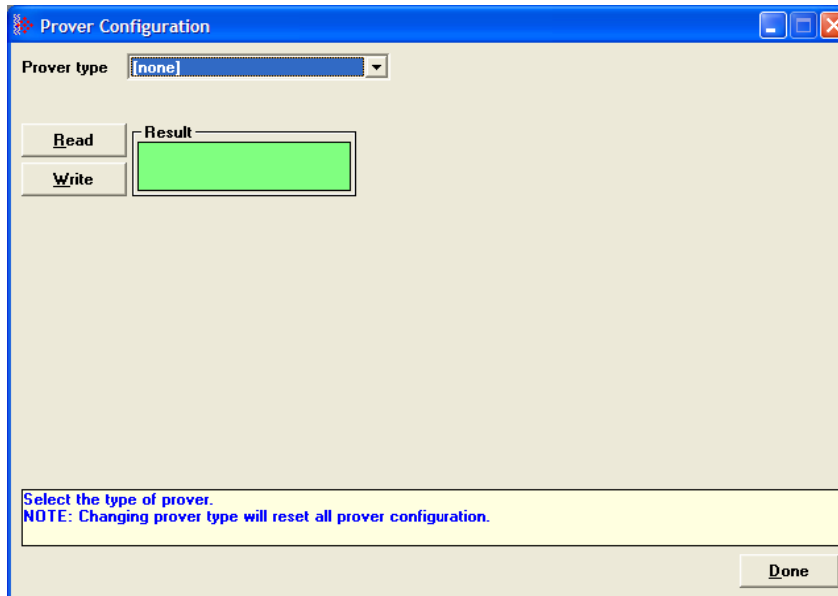 Prover Configuration
Prover type [none]
Read
Result
Write
Select the type of prover.
NOTE: Changing prover type will reset all prover configuration.
Done